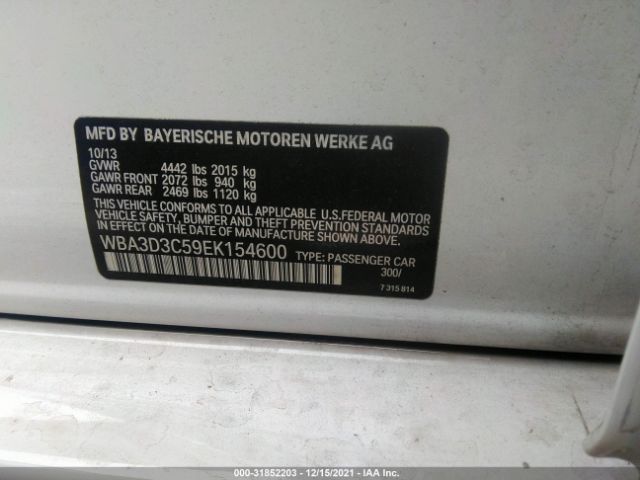 MFD BY BAYERISCHE MOTOREN WERKE AG
10/13
GVWR 4442 lbs 2015 kg
GAWR FRONT 2072 lbs 940 kg
GAWR REAR 2469 lbs 1120 kg
THIS VEHICLE CONFORMS TO ALL APPLICABLE U.S.FEDERAL MOTOR
VEHICLE SAFETY, BUMPER AND THEFT PREVENTION STANDARDS
IN EFFECT ON THE DATE OF MANUFACTURE SHOWN ABOVE.
WBA3D3C59EK154600 TYPE: PASSENGER CAR
300/
7 315 814
000-31852203 - 12/15/2021 - IAA Inc.